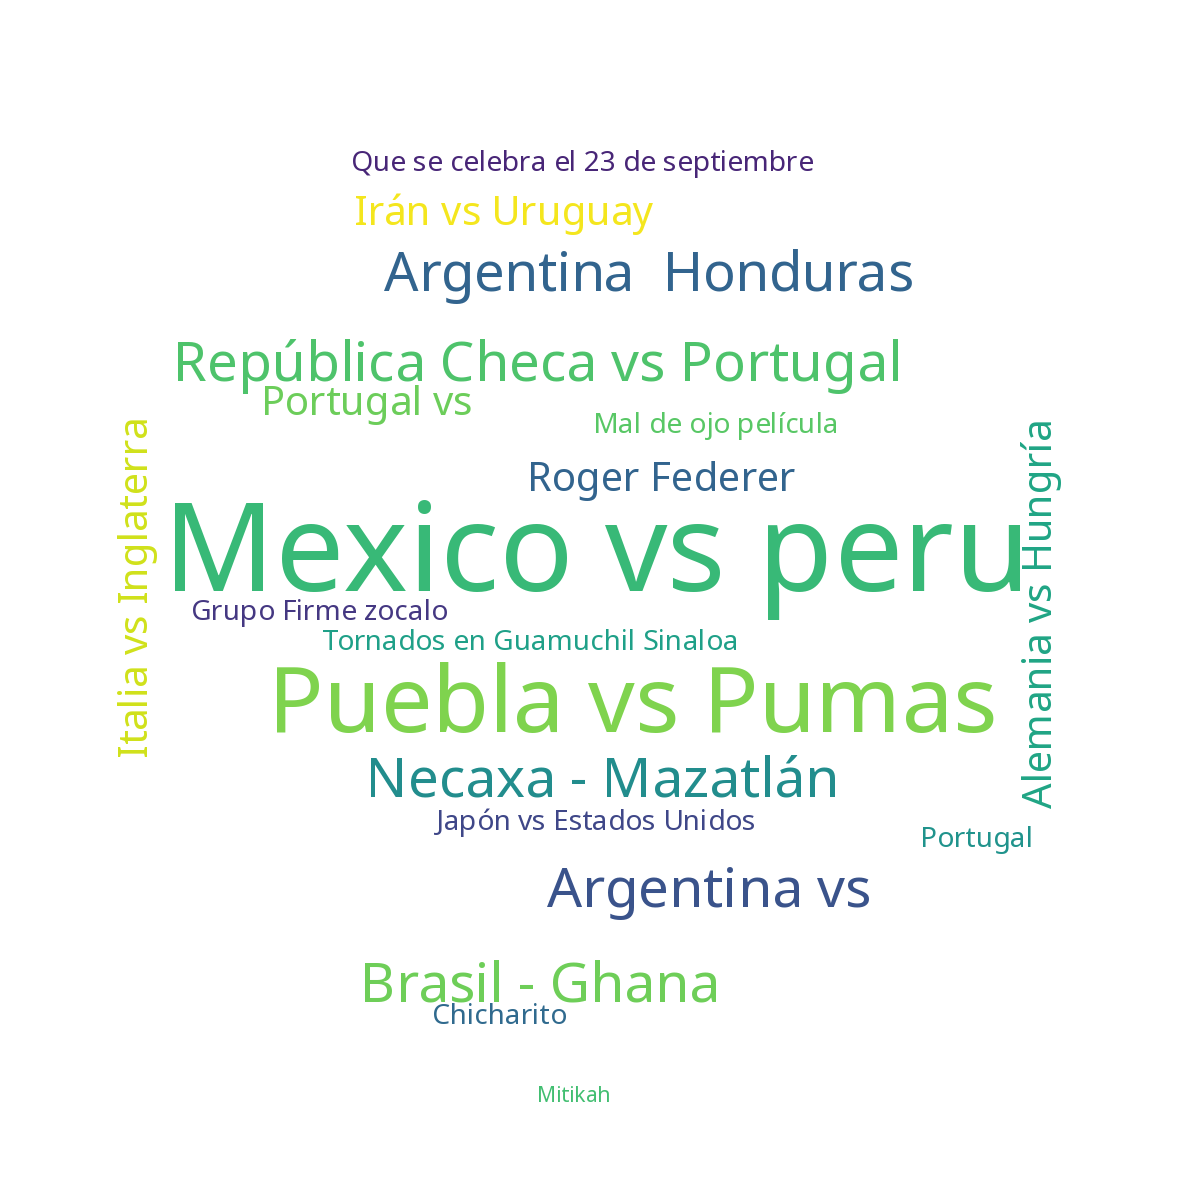 Que se celebra el 23 de septiembre
Irán vs Uruguay
Argentina  Honduras
República Checa vs Portugal
Portugal vs
Mal de ojo película
Italia vs Inglaterra
Alemania vs Hungría
Roger Federer
Mexico vs peru
Grupo Firme zocalo
Tornados en Guamuchil Sinaloa
Puebla vs Pumas
Necaxa - Mazatlán
Japón vs Estados Unidos
Portugal
Argentina vs
Brasil - Ghana
Chicharito
Mitikah